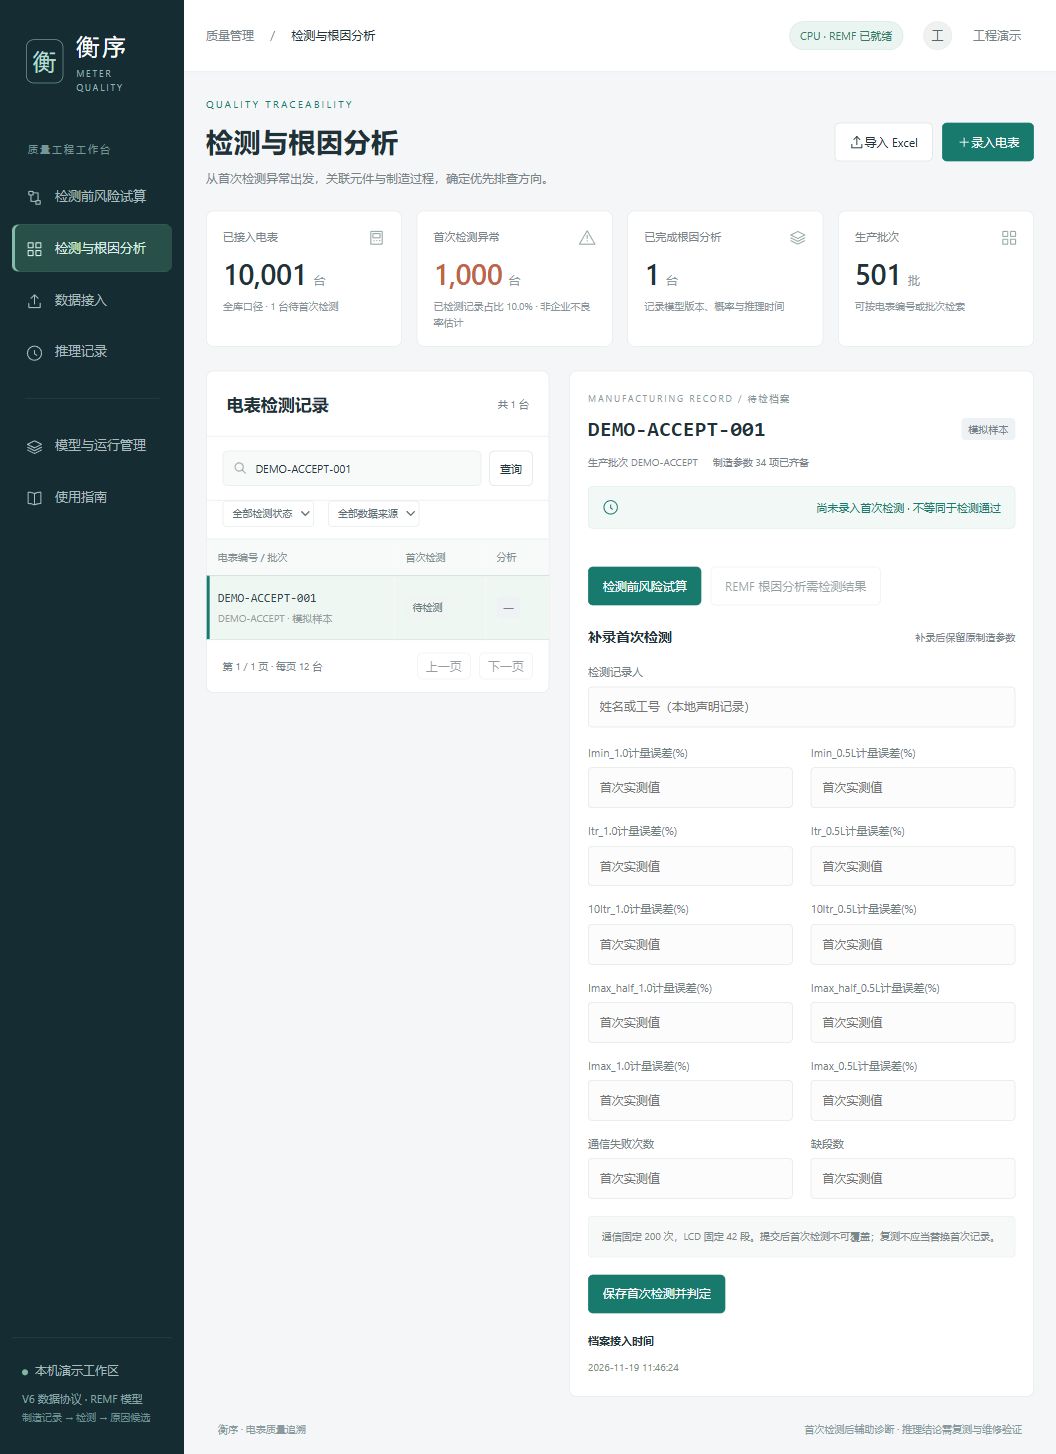 衡
衡序
METER
QUALITY
质量工程工作台
检测前风险试算
检测与根因分析
数据接入
推理记录
模型与运行管理
使用指南
本机演示工作区
V6 数据协议 · REMF 模型
制造记录 → 检测 → 原因候选
质量管理 / 检测与根因分析
CPU · REMF 已就绪
工
工程演示
QUALITY TRACEABILITY
检测与根因分析
从首次检测异常出发，关联元件与制造过程，确定优先排查方向。
导入 Excel
＋录入电表
已接入电表
10,001 台
全库口径 · 1 台待首次检测
首次检测异常
1,000 台
已检测记录占比 10.0% · 非企业不良
率估计
已完成根因分析
1 台
记录模型版本、概率与推理时间
生产批次
501 批
可按电表编号或批次检索
电表检测记录
共 1 台
DEMO-ACCEPT-001
查询
全部检测状态
全部数据来源
电表编号 / 批次 首次检测 分析
DEMO-ACCEPT-001
DEMO-ACCEPT · 模拟样本
待检测
—
第 1 / 1 页 · 每页 12 台
上一页
下一页
MANUFACTURING RECORD / 待检档案
DEMO-ACCEPT-001
模拟样本
生产批次 DEMO-ACCEPT 制造参数 34 项已齐备
尚未录入首次检测 · 不等同于检测通过
检测前风险试算
REMF 根因分析需检测结果
补录首次检测
补录后保留原制造参数
检测记录人
姓名或工号（本地声明记录）
Imin_1.0计量误差(%) Imin_0.5L计量误差(%)
首次实测值 首次实测值
Itr_1.0计量误差(%) Itr_0.5L计量误差(%)
首次实测值 首次实测值
10Itr_1.0计量误差(%) 10Itr_0.5L计量误差(%)
首次实测值 首次实测值
Imax_half_1.0计量误差(%) Imax_half_0.5L计量误差(%)
首次实测值 首次实测值
Imax_1.0计量误差(%) Imax_0.5L计量误差(%)
首次实测值 首次实测值
通信失败次数 缺段数
首次实测值 首次实测值
通信固定 200 次，LCD 固定 42 段。提交后首次检测不可覆盖；复测不应当替换首次记录。
保存首次检测并判定
档案接入时间
2026-11-19 11:46:24
衡序 · 电表质量追溯
首次检测后辅助诊断 · 推理结论需复测与维修验证